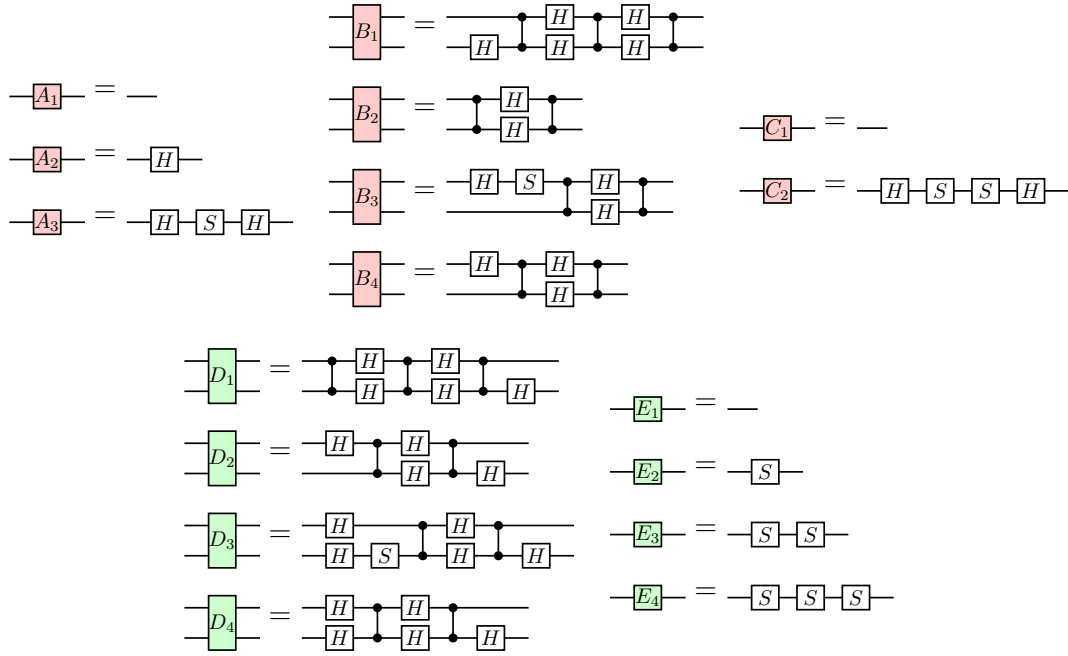 A₁ =
A₂ = H
A₃ = H S H
B₁ = H H
H H H
B₂ = H
H
B₃ = H S H
H
B₄ = H H
H
C₁ =
C₂ = H S S H
D₁ = H H
H H H
D₂ = H H
H H
D₃ = H H
H S H H
D₄ = H H
H H H
E₁ =
E₂ = S
E₃ = S S
E₄ = S S S